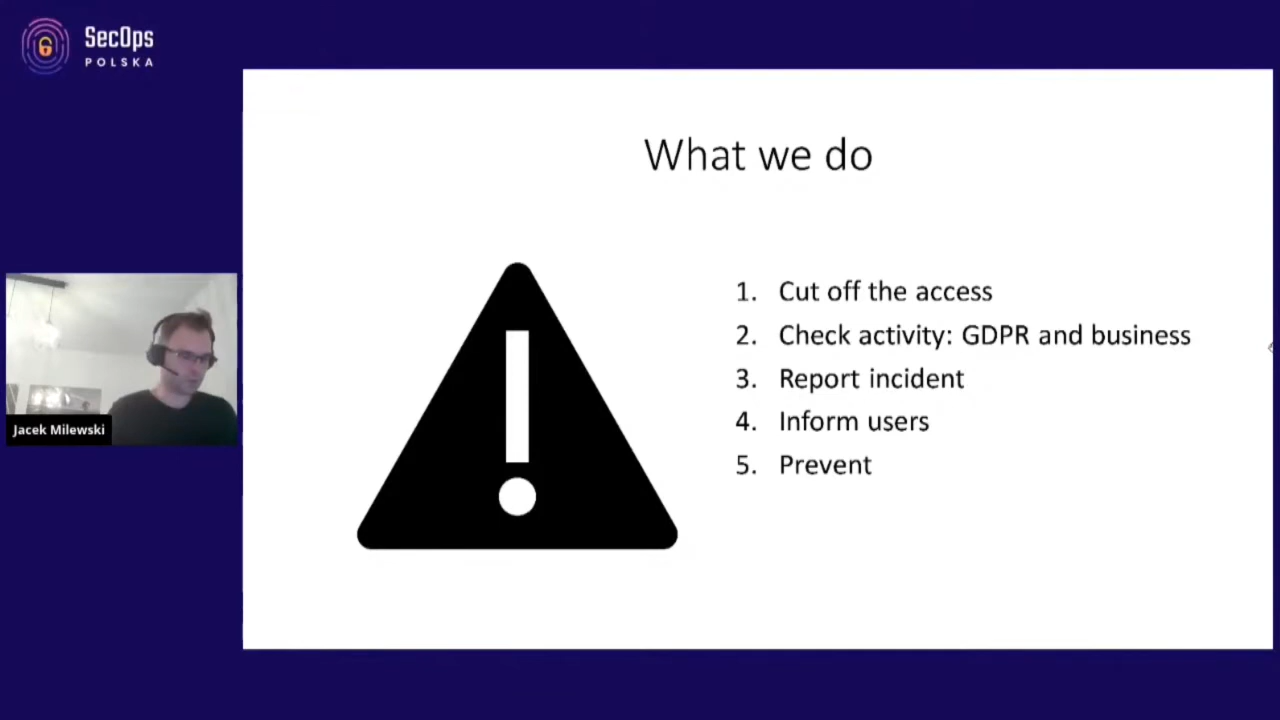 SecOps
POLSKA
What we do
1. Cut off the access
2. Check activity: GDPR and business
3. Report incident
4. Inform users
5. Prevent
Jacek Milewski